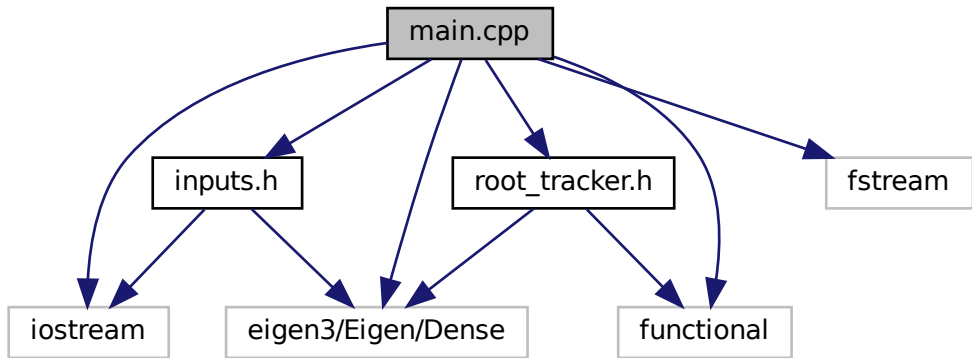 main.cpp
inputs.h
root_tracker.h
fstream
iostream
eigen3/Eigen/Dense
functional